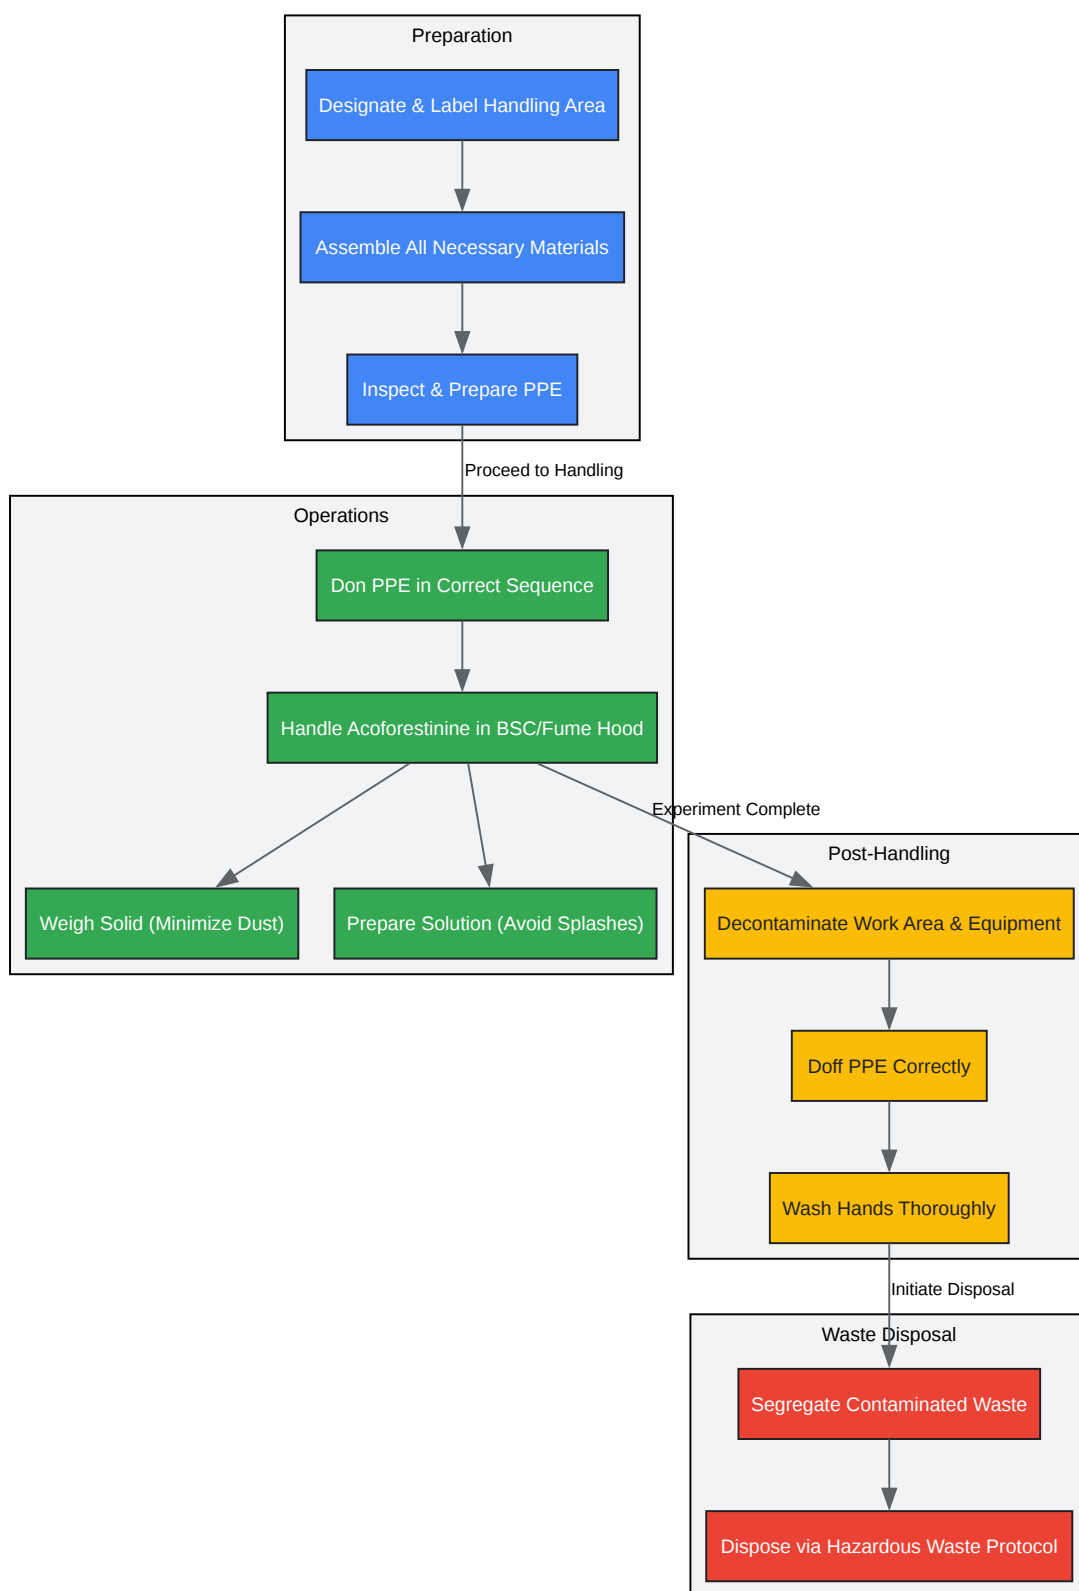 Preparation
Designate & Label Handling Area
Assemble All Necessary Materials
Inspect & Prepare PPE
Proceed to Handling
Operations
Don PPE in Correct Sequence
Handle Acoforestinine in BSC/Fume Hood
Experiment Complete
Weigh Solid (Minimize Dust)
Prepare Solution (Avoid Splashes)
Post-Handling
Decontaminate Work Area & Equipment
Doff PPE Correctly
Wash Hands Thoroughly
Initiate Disposal
Waste Disposal
Segregate Contaminated Waste
Dispose via Hazardous Waste Protocol